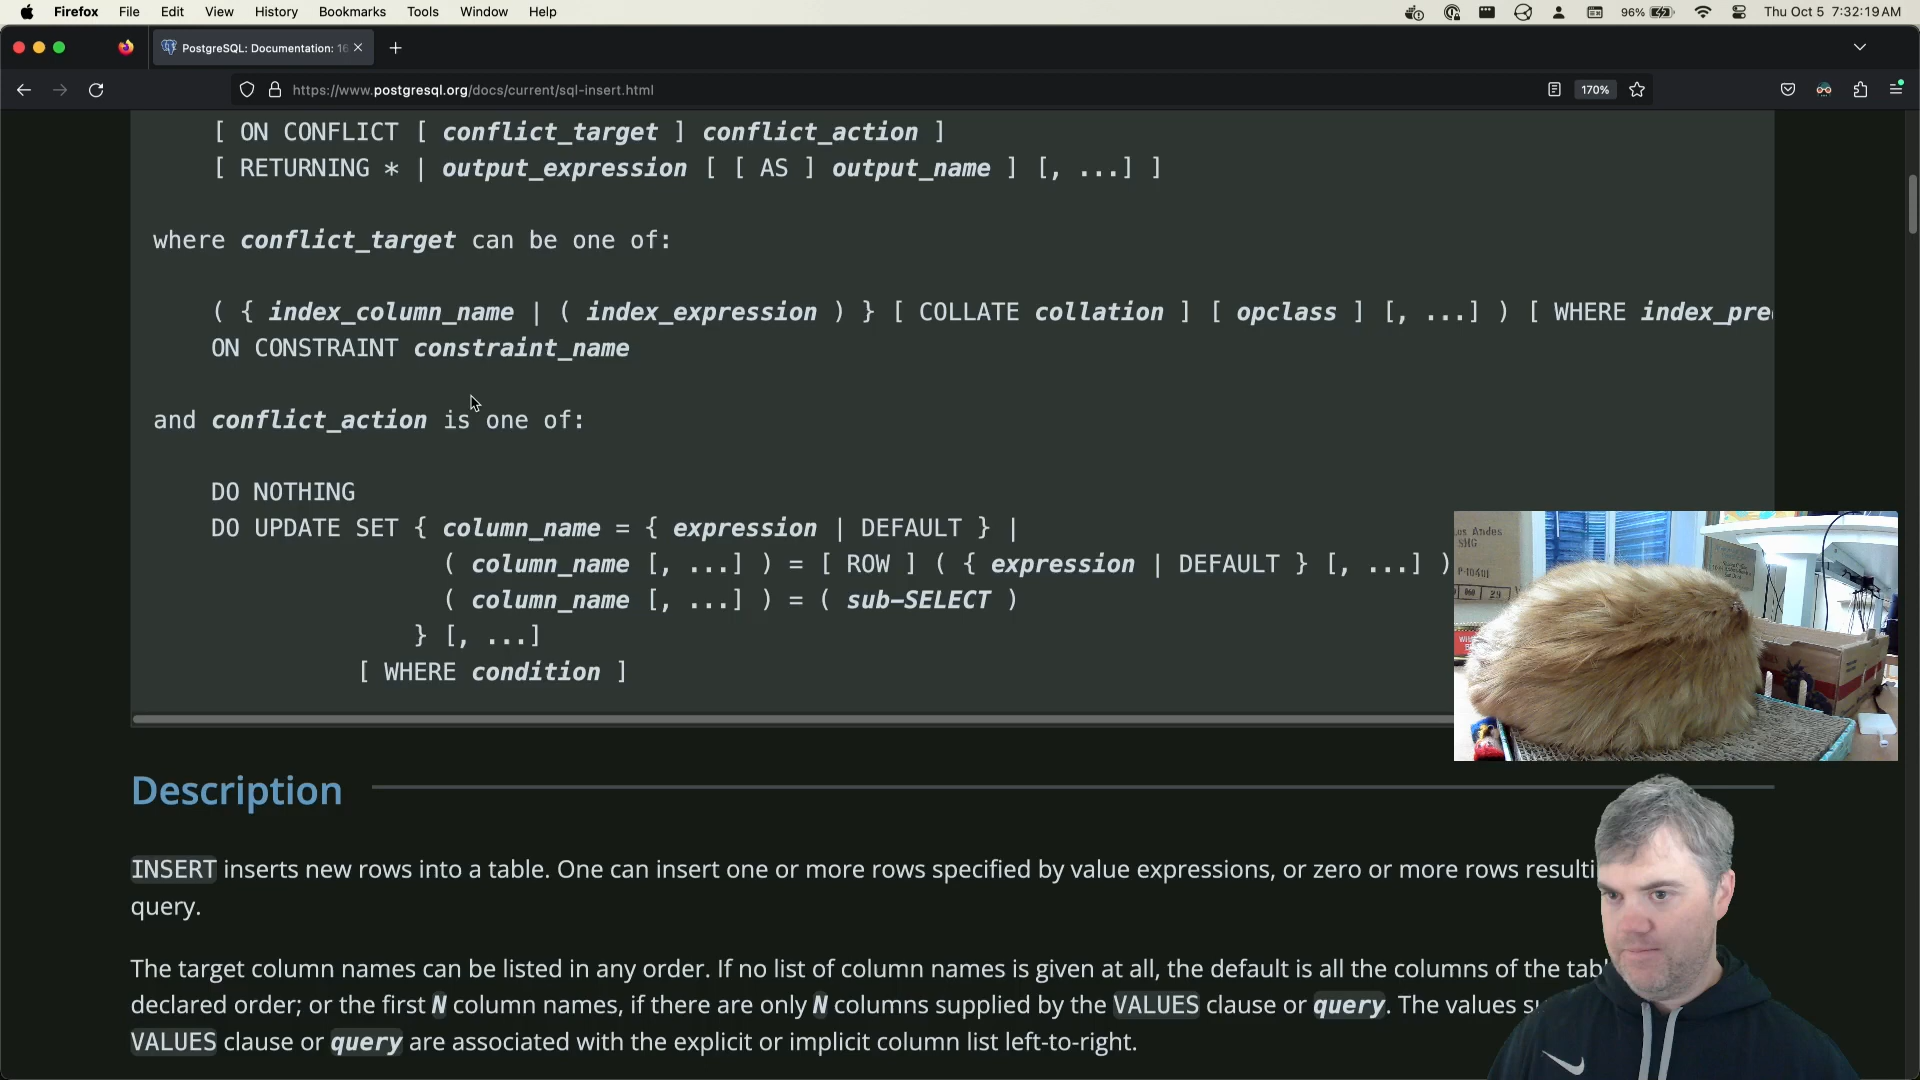 Firefox File Edit View History Bookmarks Tools Window Help 96% Thu Oct 5 7:32:19 AM
PostgreSQL: Documentation: 16
https://www.postgresql.org/docs/current/sql-insert.html 170%
[ ON CONFLICT [ conflict_target ] conflict_action ]
[ RETURNING * | output_expression [ [ AS ] output_name ] [, ...] ]
where conflict_target can be one of:
( { index_column_name | ( index_expression ) } [ COLLATE collation ] [ opclass ] [, ...] ) [ WHERE index_pre
ON CONSTRAINT constraint_name
and conflict_action is one of:
DO NOTHING
DO UPDATE SET { column_name = { expression | DEFAULT } |
( column_name [, ...] ) = [ ROW ] ( { expression | DEFAULT } [, ...] )
( column_name [, ...] ) = ( sub-SELECT )
} [, ...]
[ WHERE condition ]
Los Andes
SHG
P-10401
29
Description
INSERT inserts new rows into a table. One can insert one or more rows specified by value expressions, or zero or more rows resulti
query.
The target column names can be listed in any order. If no list of column names is given at all, the default is all the columns of the tabl
declared order; or the first N column names, if there are only N columns supplied by the VALUES clause or query. The values su
VALUES clause or query are associated with the explicit or implicit column list left-to-right.